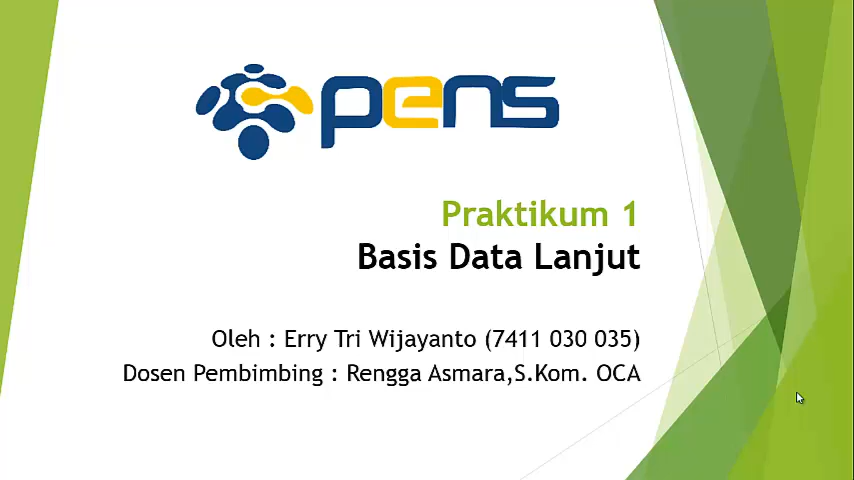 pens
Praktikum 1
Basis Data Lanjut
Oleh : Erry Tri Wijayanto (7411 030 035)
Dosen Pembimbing : Rengga Asmara,S.Kom. OCA